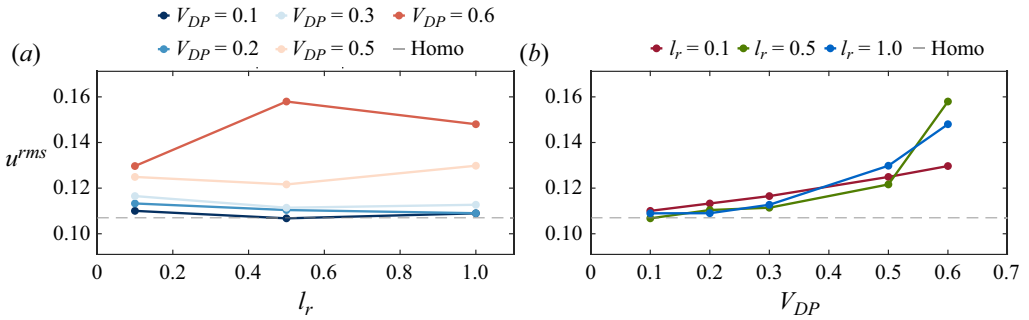 V_DP = 0.1 V_DP = 0.3 V_DP = 0.6
(a) V_DP = 0.2 V_DP = 0.5 Homo
(b) l_r = 0.1 l_r = 0.5 l_r = 1.0 Homo
0.16
0.14
0.12
0.10
u^rms
0 0.2 0.4 0.6 0.8 1.0
l_r
0.16
0.14
0.12
0.10
0 0.1 0.2 0.3 0.4 0.5 0.6 0.7
V_DP